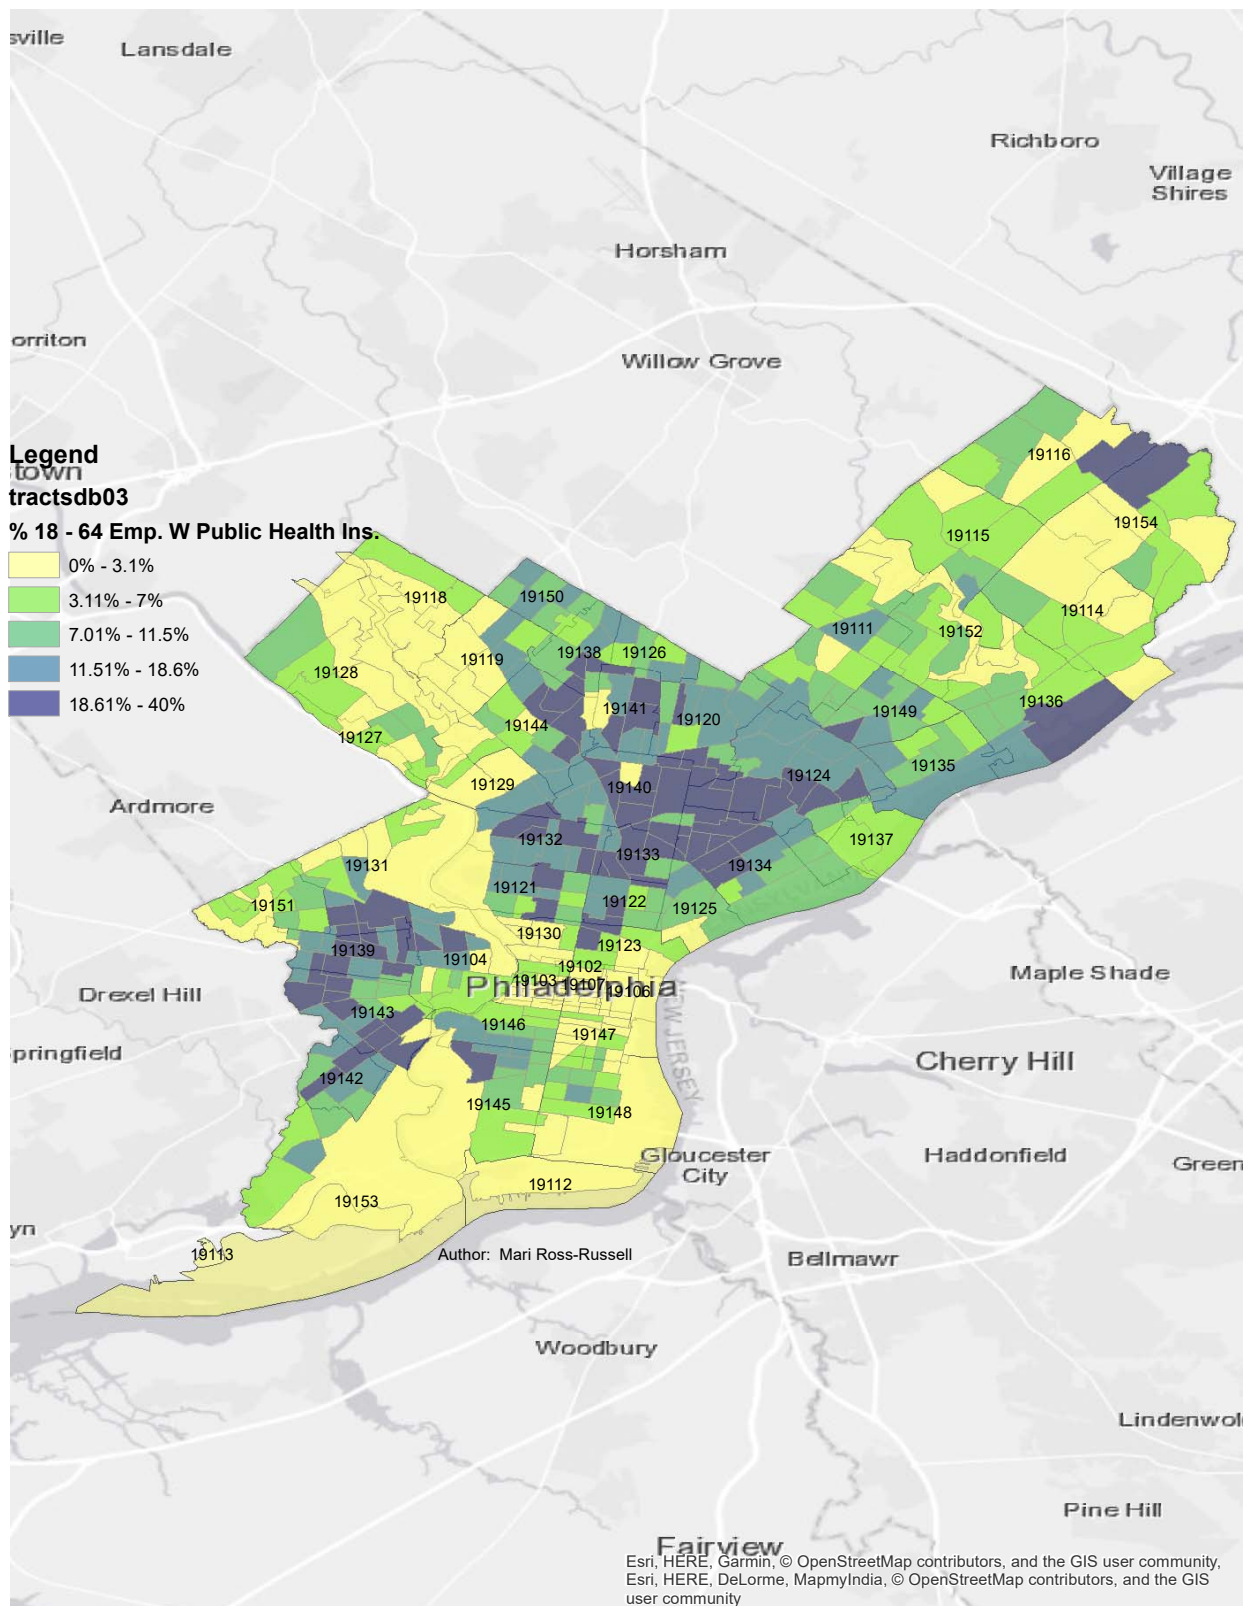 sville
Lansdale
Richboro
Village
Shires
Horsham
orriton
Willow Grove
Legend
town
tractsdb03
% 18 - 64 Emp. W Public Health Ins.
0% - 3.1%
3.11% - 7%
7.01% - 11.5%
11.51% - 18.6%
18.61% - 40%
19116
19154
19115
19118
19150
19114
19111
19152
19119
19138
19126
19128
19136
19141
19120
19149
19144
19127
19135
19124
19129
19140
Ardmore
19132
19137
19133
19131
19134
19121
19122
19151
19125
19130
19123
19139
19104
19102
Maple Shade
19103
19107
19106
Philadelphia
Drexel Hill
19143
19146
19147
NEW JERSEY
Springfield
Cherry Hill
19142
19145
19148
Gloucester
City
Haddonfield
Green
19112
19153
yn
19113
Author: Mari Ross-Russell
Bellmawr
Woodbury
Lindenwol
Pine Hill
Fairview
Esri, HERE, Garmin, © OpenStreetMap contributors, and the GIS user community,
Esri, HERE, DeLorme, MapmyIndia, © OpenStreetMap contributors, and the GIS
user community